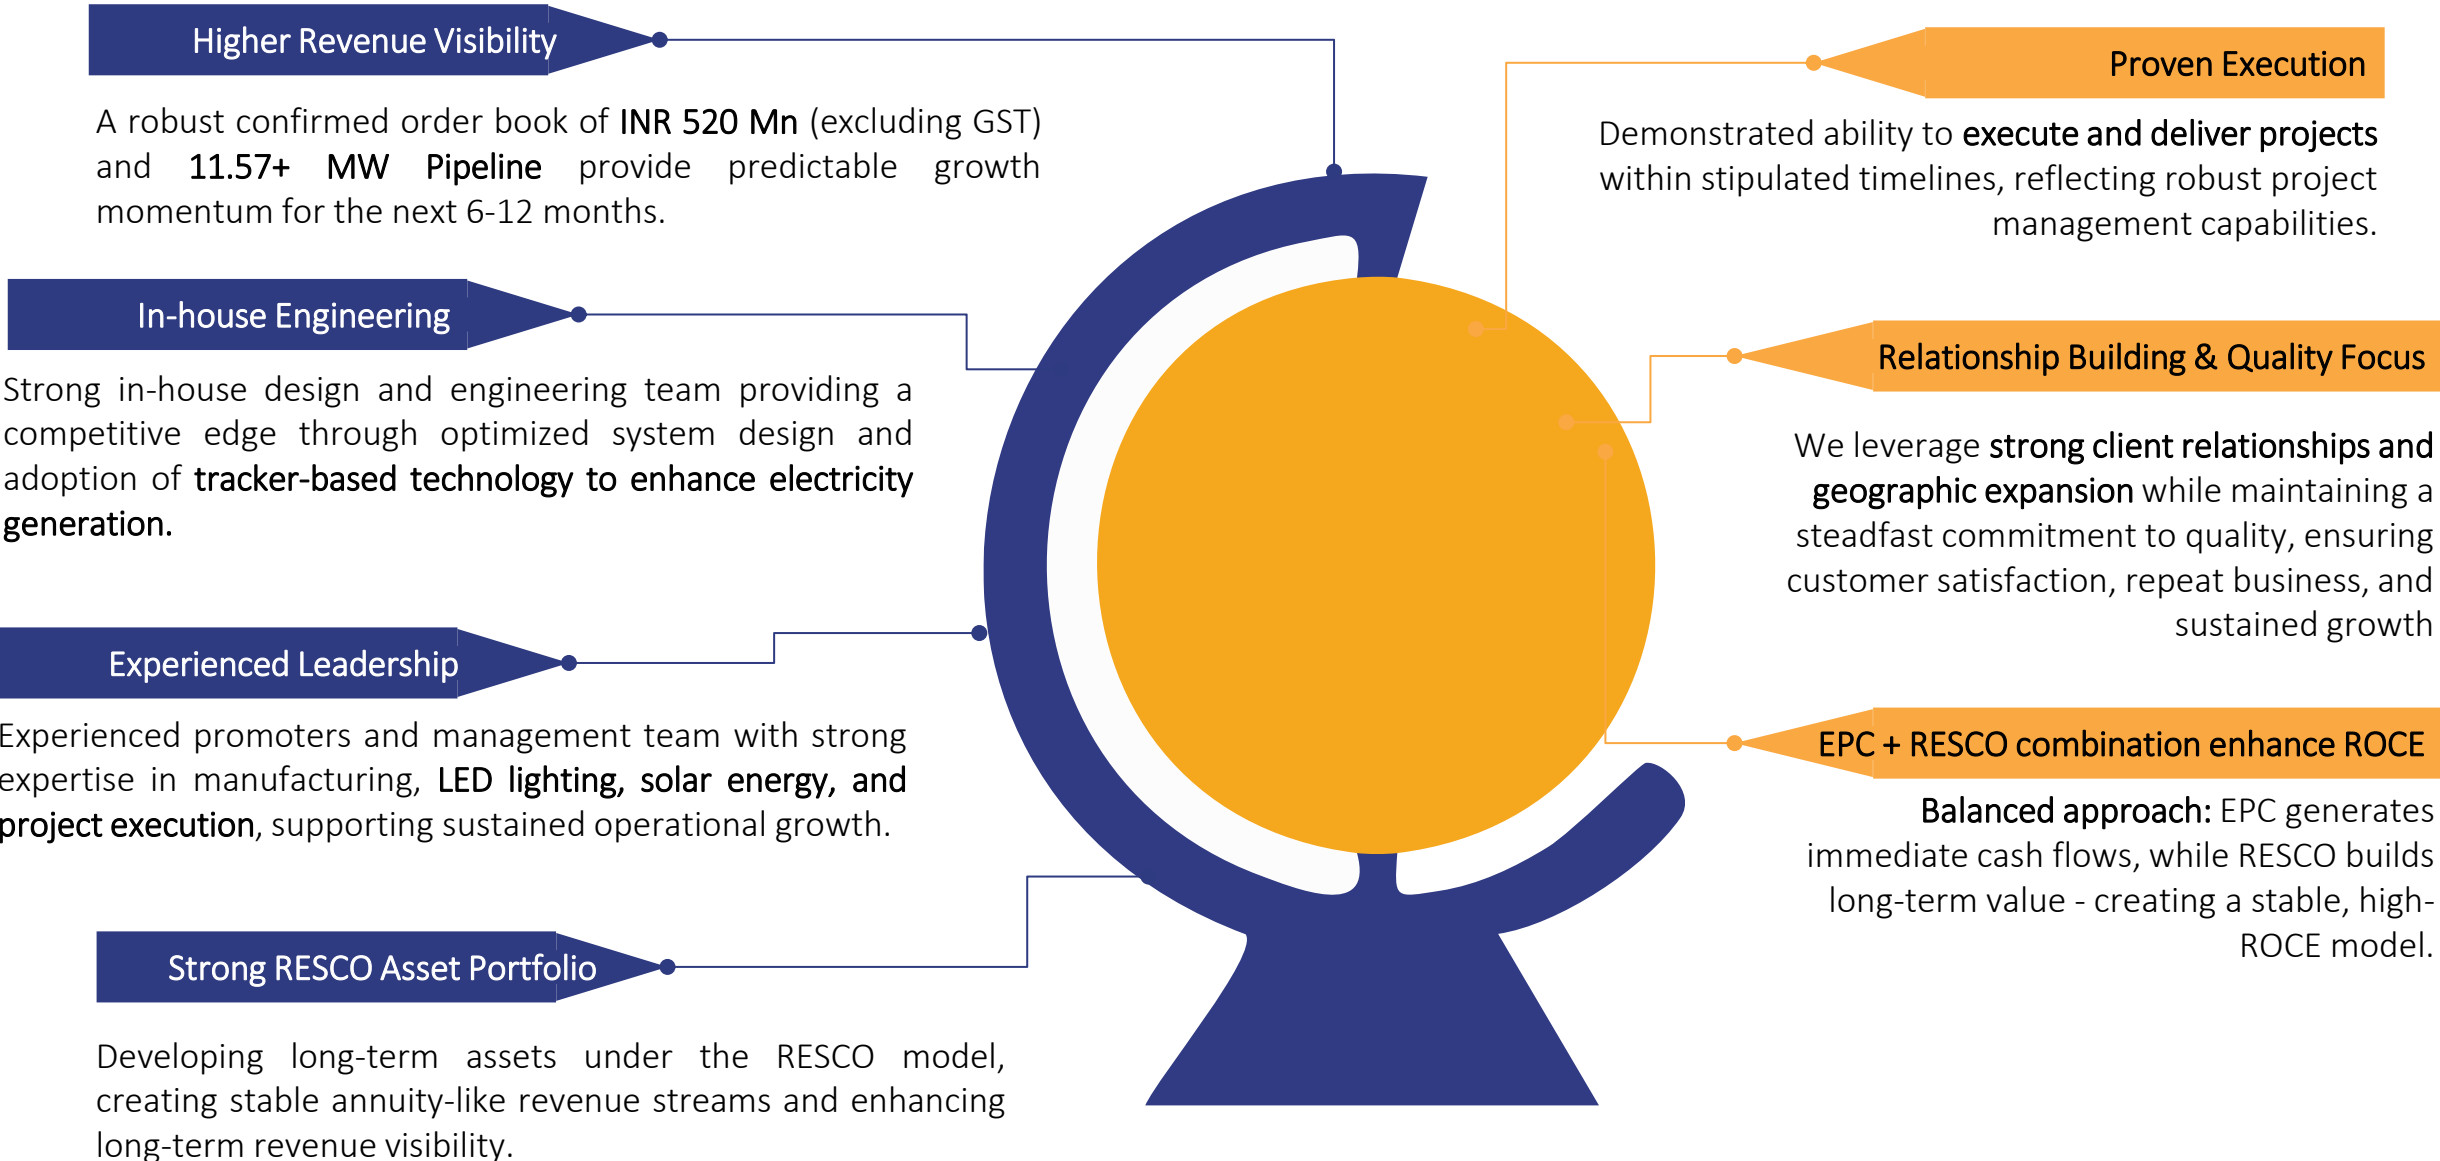 Higher Revenue Visibility
A robust confirmed order book of INR 520 Mn (excluding GST)
and 11.57+ MW Pipeline provide predictable growth
momentum for the next 6-12 months.
In-house Engineering
Strong in-house design and engineering team providing a
competitive edge through optimized system design and
adoption of tracker-based technology to enhance electricity
generation.
Experienced Leadership
Experienced promoters and management team with strong
expertise in manufacturing, LED lighting, solar energy, and
project execution, supporting sustained operational growth.
Strong RESCO Asset Portfolio
Developing long-term assets under the RESCO model,
creating stable annuity-like revenue streams and enhancing
long-term revenue visibility.
Proven Execution
Demonstrated ability to execute and deliver projects
within stipulated timelines, reflecting robust project
management capabilities.
Relationship Building & Quality Focus
We leverage strong client relationships and
geographic expansion while maintaining a
steadfast commitment to quality, ensuring
customer satisfaction, repeat business, and
sustained growth
EPC + RESCO combination enhance ROCE
Balanced approach: EPC generates
immediate cash flows, while RESCO builds
long-term value - creating a stable, high-
ROCE model.